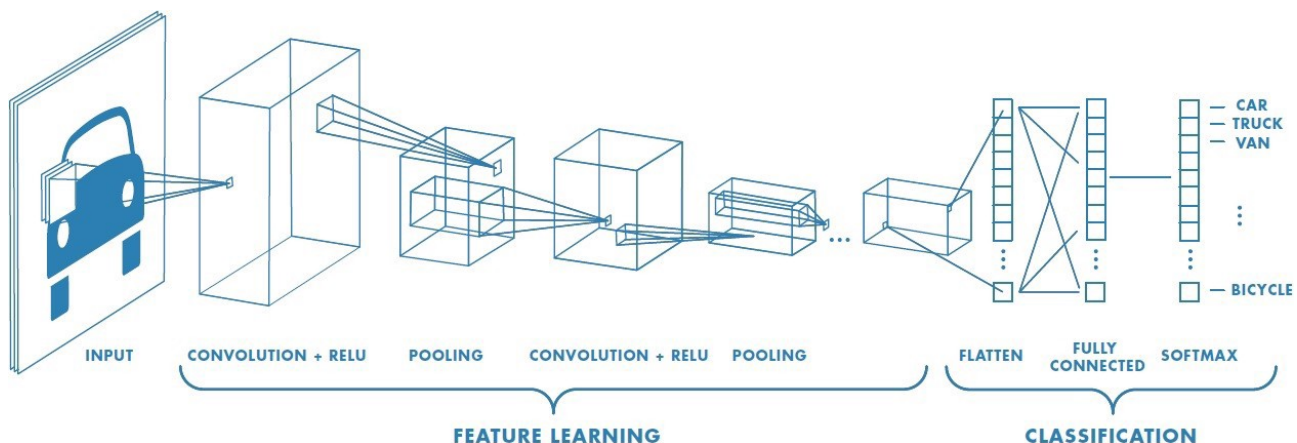 CAR
TRUCK
VAN
BICYCLE
INPUT
CONVOLUTION + RELU
POOLING
CONVOLUTION + RELU
POOLING
FLATTEN
FULLY
CONNECTED
SOFTMAX
FEATURE LEARNING
CLASSIFICATION